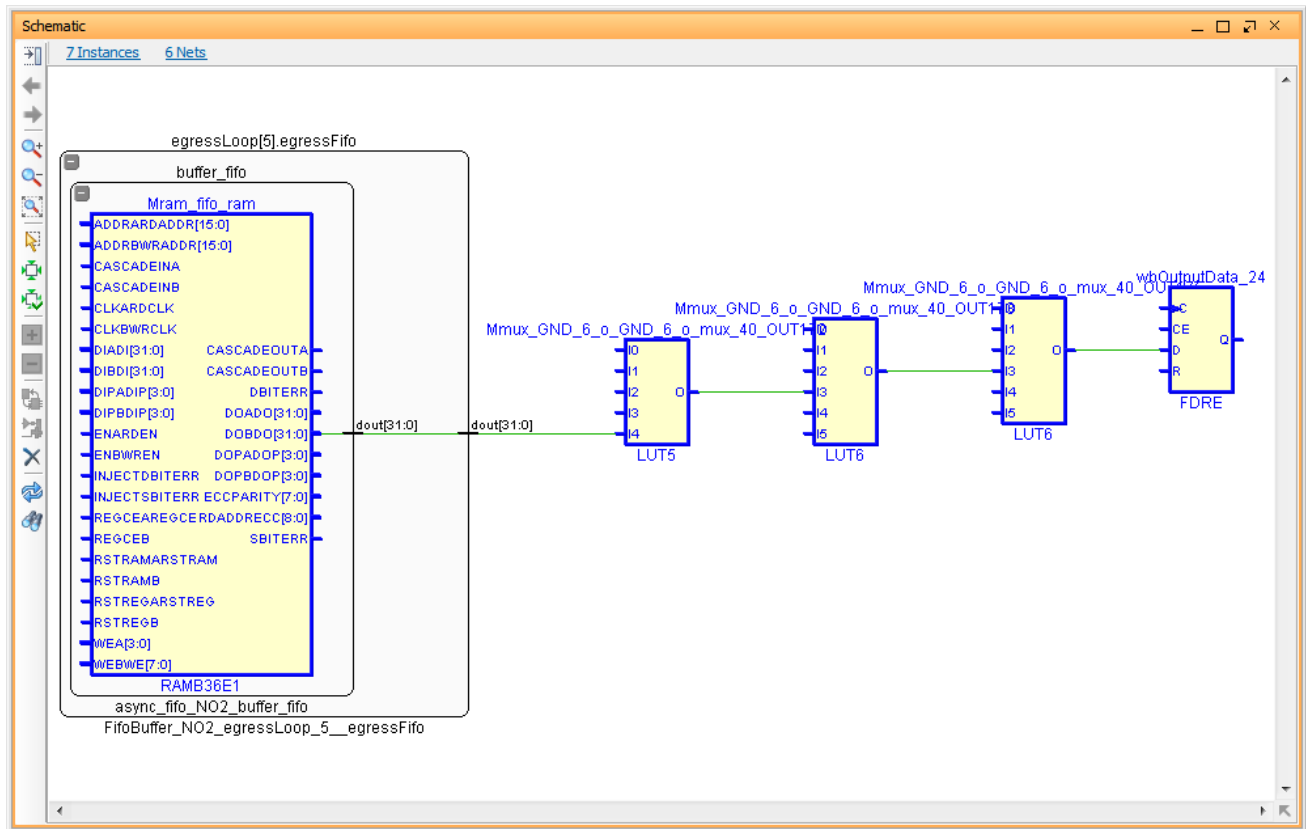 Schematic
7 Instances 6 Nets
egressLoop[5].egressFifo
buffer_fifo
Mram_fifo_ram
ADDRARDADDR[15:0]
ADDRBWRADDR[15:0]
CASCADEINA
CASCADEINB
CLKARDCLK
CLKBWRCLK
DIADI[31:0] CASCADEOUTA
DIBDI[31:0] CASCADEOUTB
DIPADIP[3:0] DBITERR
DIPBDIP[3:0] DOADO[31:0]
ENARDEN DOBDO[31:0]
ENBWREN DOPADOP[3:0]
INJECTDBITERR DOPBDOP[3:0]
INJECTSBITERR ECCPARITY[7:0]
REGCEAREGCE RDADDRECC[8:0]
REGCEB SBITERR
RSTRAMARSTRAM
RSTRAMB
RSTREGARSTREG
RSTREGB
WEA[3:0]
WEBWE[7:0]
RAMB36E1
async_fifo_NO2_buffer_fifo
FifoBuffer_NO2_egressLoop_5__egressFifo
dout[31:0]
dout[31:0]
Mmux_GND_6_o_GND_6_o_mux_40_OUT17
I0
I1
I2 O
I3
I4
LUT5
Mmux_GND_6_o_GND_6_o_mux_40_OUT17
I1
I2 O
I3
I4
I5
LUT6
Mmux_GND_6_o_GND_6_o_mux_40_OUT
I1
I2 O
I3
I4
I5
LUT6
wbOutputData_24
C
CE
Q
D
R
FDRE